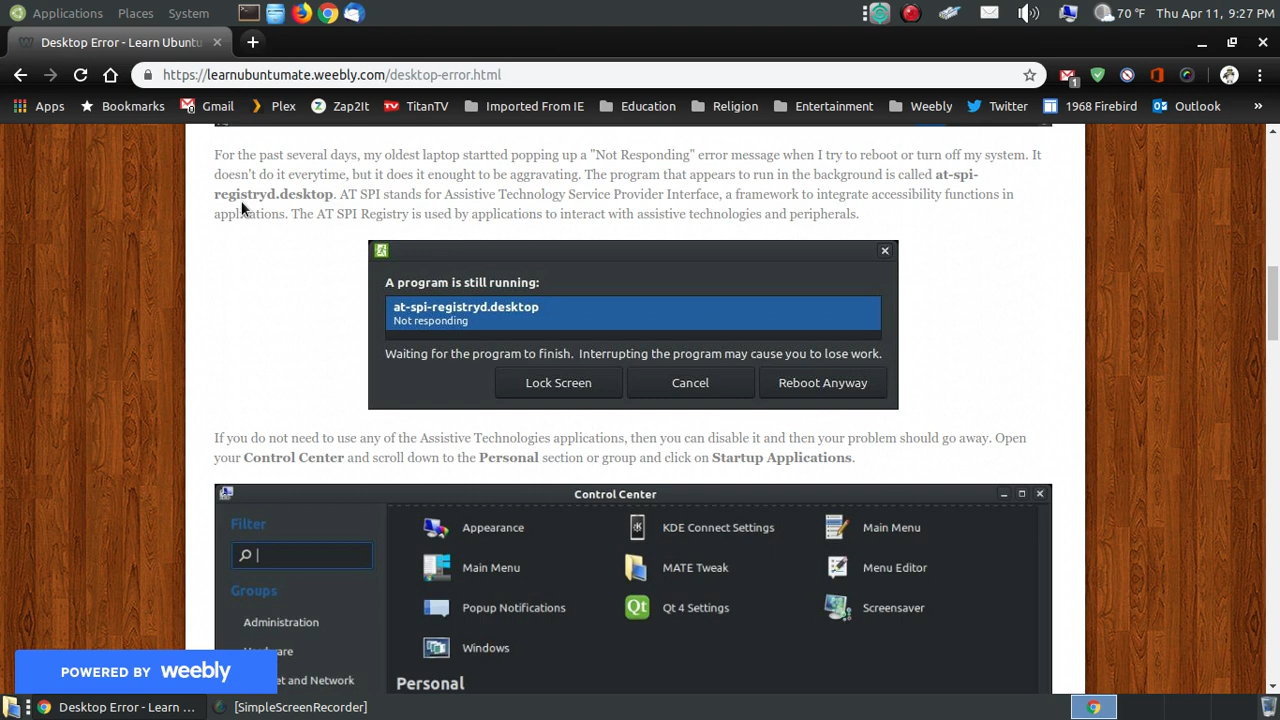 Applications Places System 70 °F Thu Apr 11, 9:27 PM
Desktop Error - Learn Ubuntu
https://learnubuntumate.weebly.com/desktop-error.html 1
Apps Bookmarks Gmail Plex Zap2It TitanTV Imported From IE Education Religion Entertainment Weebly Twitter 1968 Firebird Outlook »
For the past several days, my oldest laptop startted popping up a "Not Responding" error message when I try to reboot or turn off my system. It
doesn't do it everytime, but it does it enought to be aggravating. The program that appears to run in the background is called at-spi-
registryd.desktop. AT SPI stands for Assistive Technology Service Provider Interface, a framework to integrate accessibility functions in
applications. The AT SPI Registry is used by applications to interact with assistive technologies and peripherals.
A program is still running:
at-spi-registryd.desktop
Not responding
Waiting for the program to finish. Interrupting the program may cause you to lose work.
Lock Screen Cancel Reboot Anyway
If you do not need to use any of the Assistive Technologies applications, then you can disable it and then your problem should go away. Open
your Control Center and scroll down to the Personal section or group and click on Startup Applications.
Control Center
Filter
Groups
Administration
et and Network
Appearance KDE Connect Settings Main Menu
Main Menu MATE Tweak Menu Editor
Popup Notifications Qt 4 Settings Screensaver
Windows
Personal
POWERED BY weebly
Desktop Error - Learn ... [SimpleScreenRecorder]